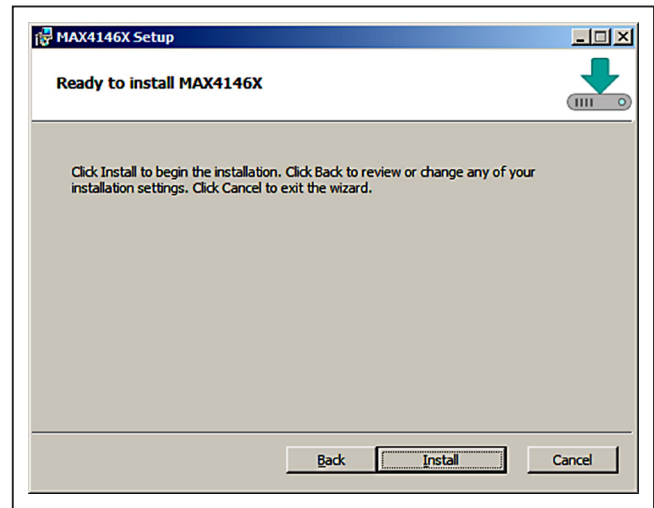 MAX4146X Setup
Ready to install MAX4146X
Click Install to begin the installation. Click Back to review or change any of your
installation settings. Click Cancel to exit the wizard.
Back Install Cancel